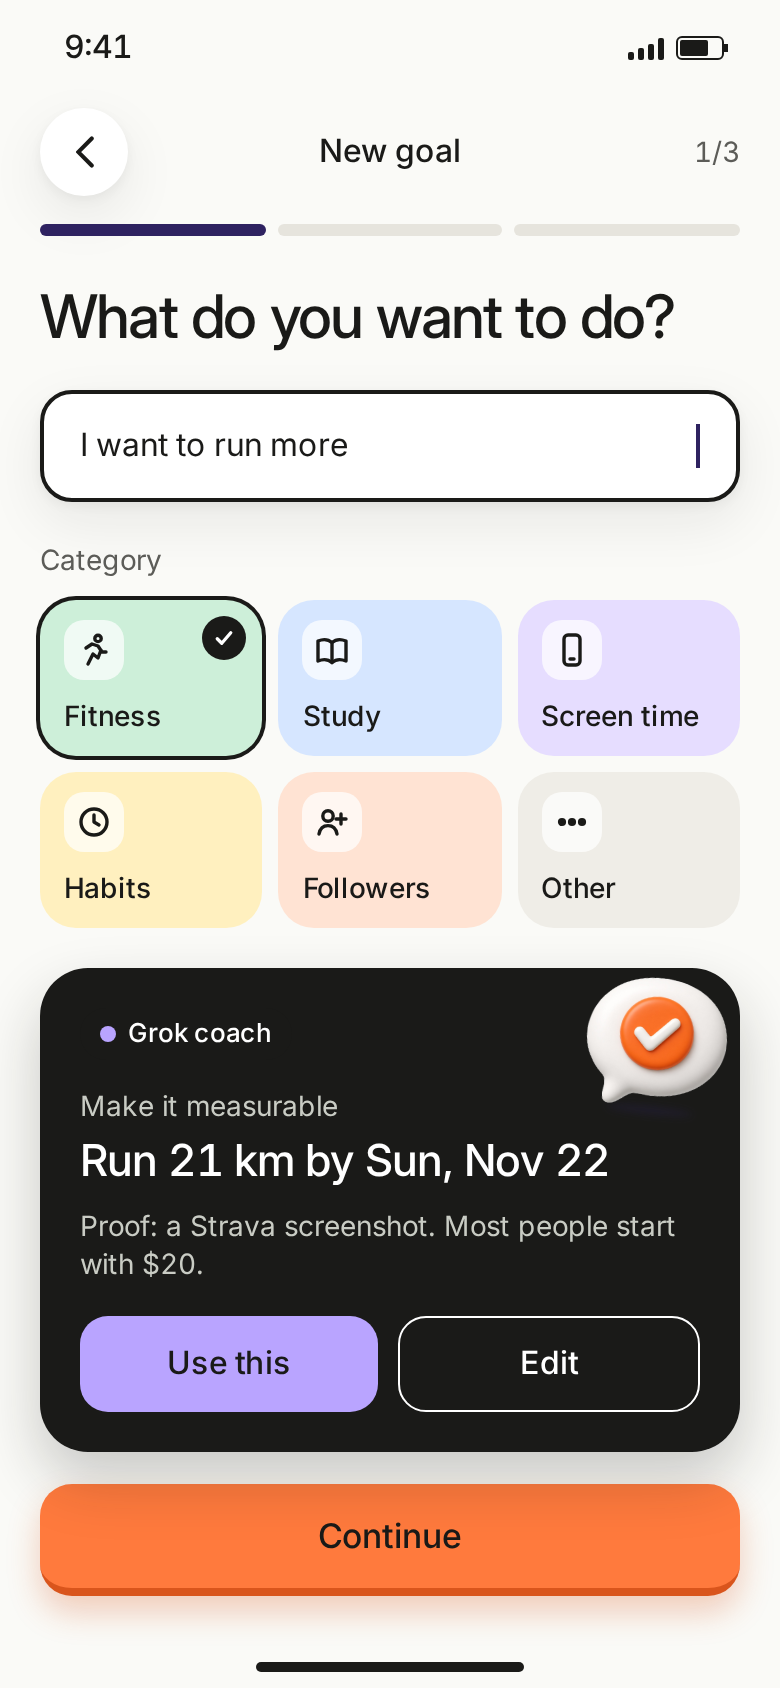 9:41
New goal
1/3
What do you want to do?
I want to run more
Category
Fitness
Study
Screen time
Habits
Followers
Other
Grok coach
Make it measurable
Run 21 km by Sun, Nov 22
Proof: a Strava screenshot. Most people start
with $20.
Use this
Edit
Continue